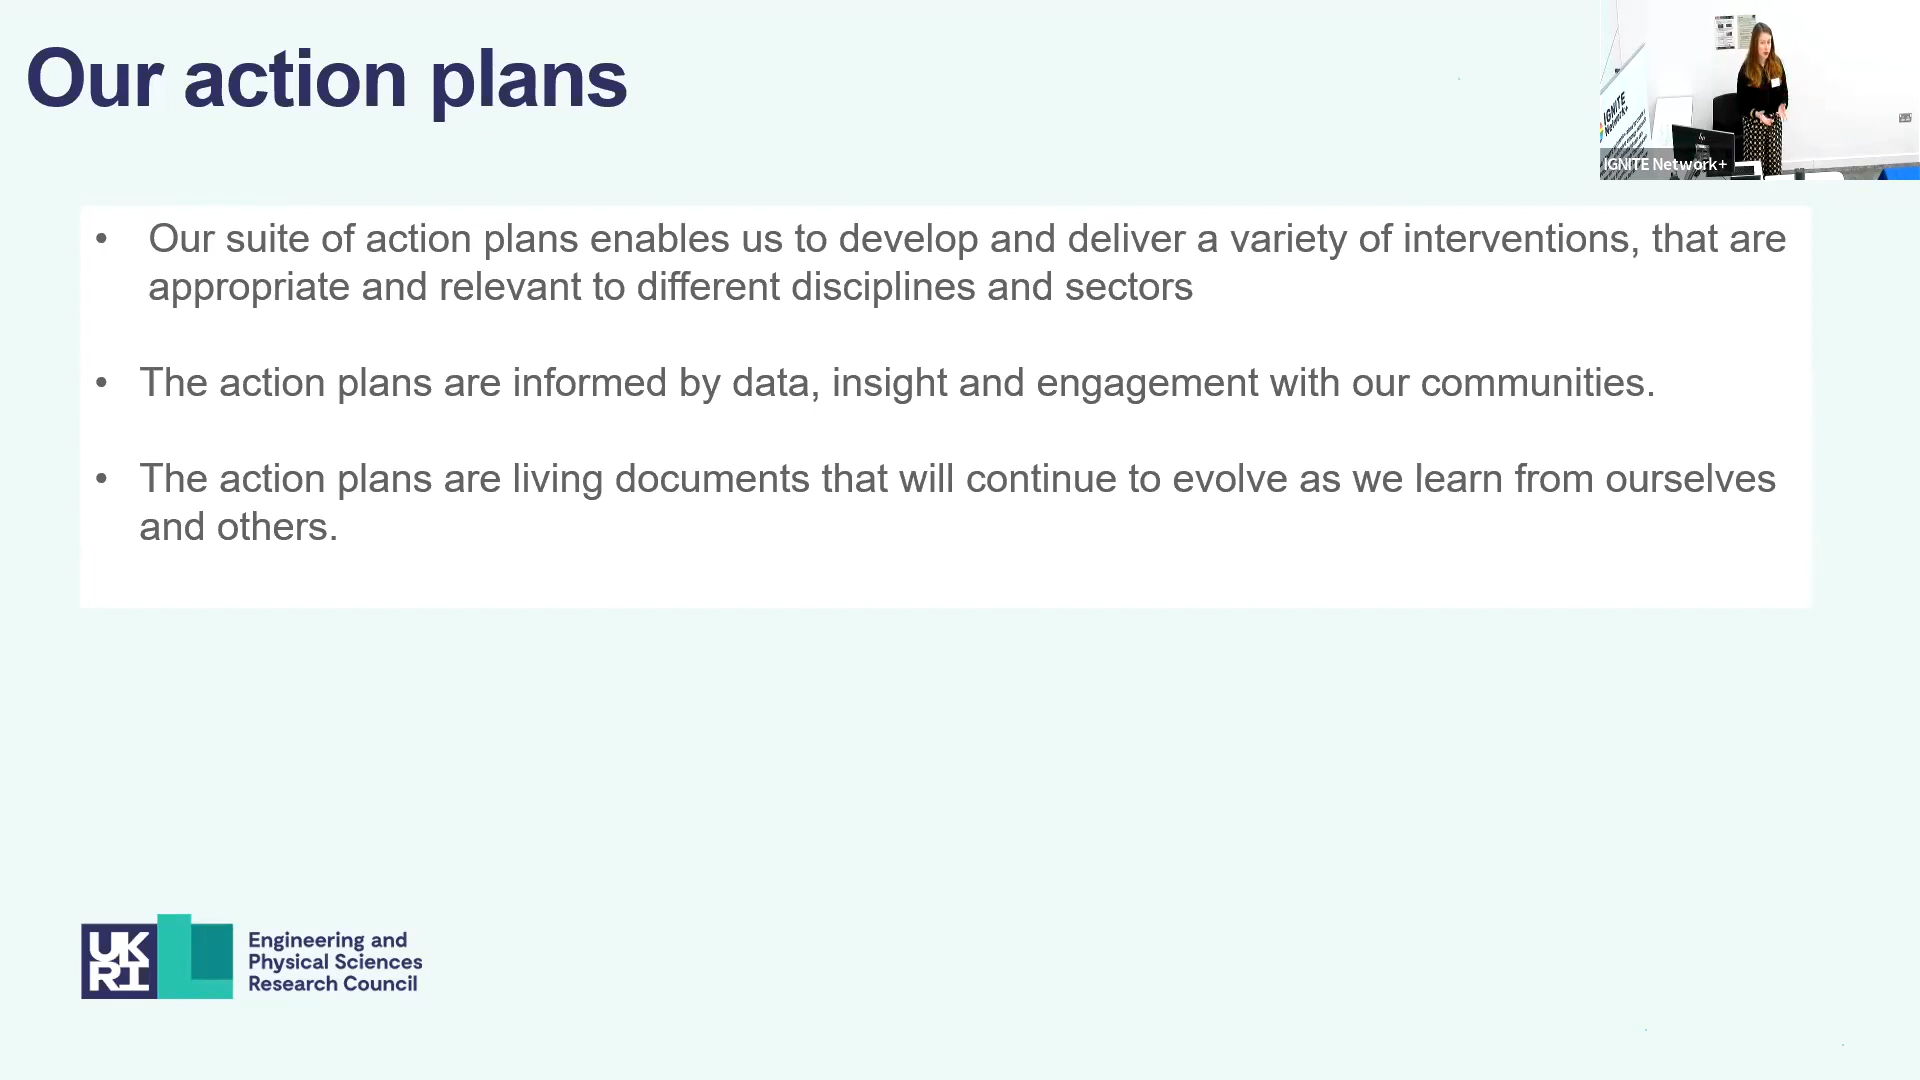 Our action plans
IGNITE
Network+
IGNITE Network+
• Our suite of action plans enables us to develop and deliver a variety of interventions, that are
appropriate and relevant to different disciplines and sectors
• The action plans are informed by data, insight and engagement with our communities.
• The action plans are living documents that will continue to evolve as we learn from ourselves
and others.
UK
RI
Engineering and
Physical Sciences
Research Council